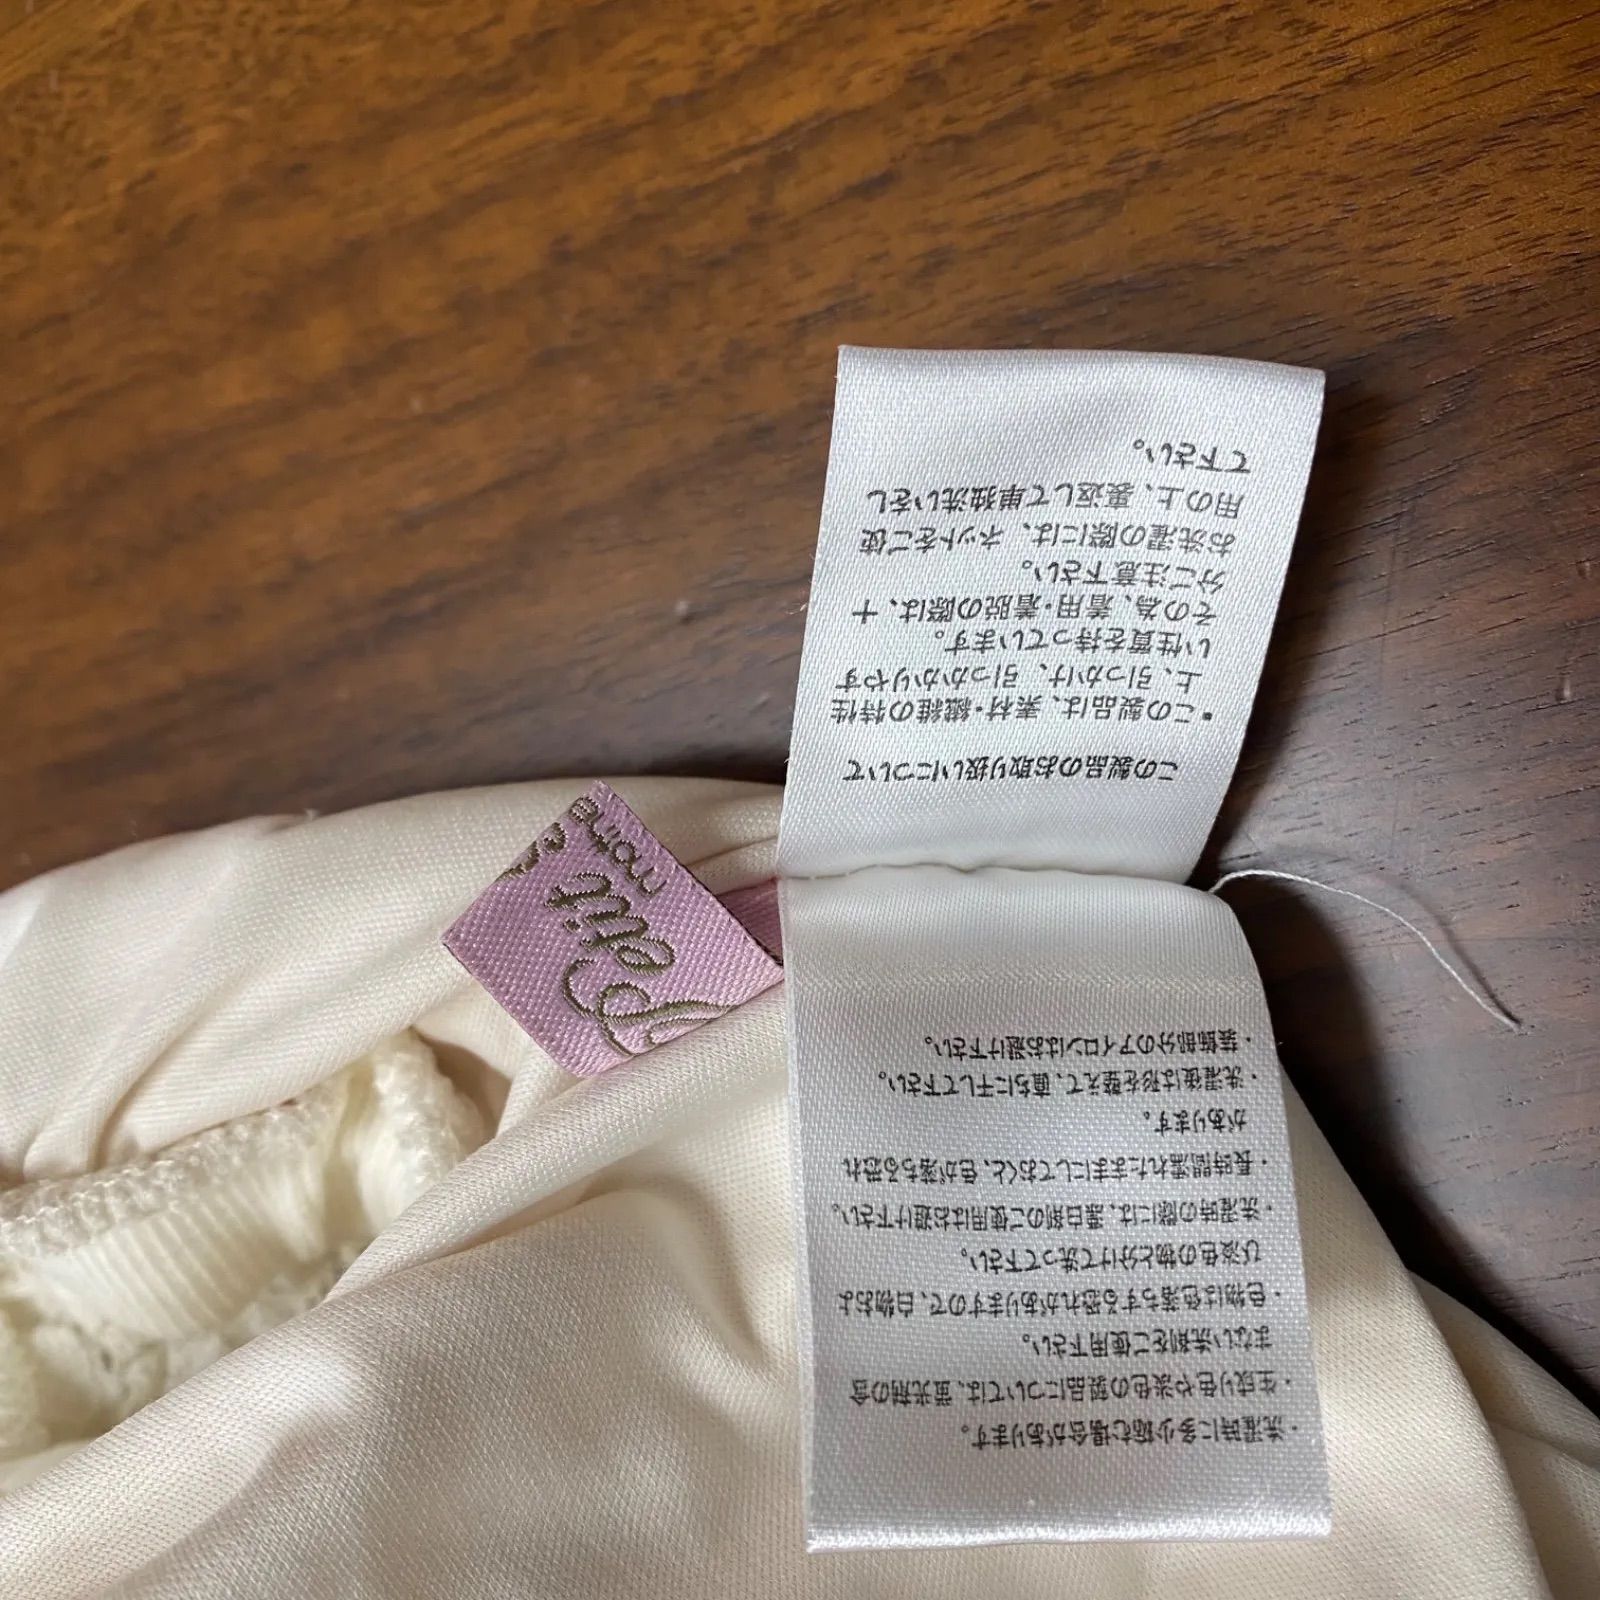 この製品のお取り扱いについて
・この製品は、素材・繊維の特性
上、引っかけ、引っかかりやす
い性質を持っています。
その為、着用・着脱の際は、十
分ご注意下さい。
お洗濯の際には、ネットをご使
用の上、裏返して単独洗いをし
て下さい。
・洗濯時に多少縮む場合があります。
・生成り色や淡色の製品については、蛍光剤の含
まない洗剤をご使用下さい。
・色物は色落ちする恐れがありますので、白物およ
び淡色の物と分けて洗って下さい。
・洗濯時の際には、漂白剤のご使用はお避け下さい。
・長時間濡れたままにしておくと、色が落ちる恐れ
があります。
・洗濯後は形を整えて、直ちに干して下さい。
・装飾部分のアイロンはお避け下さい。
Petit
motine